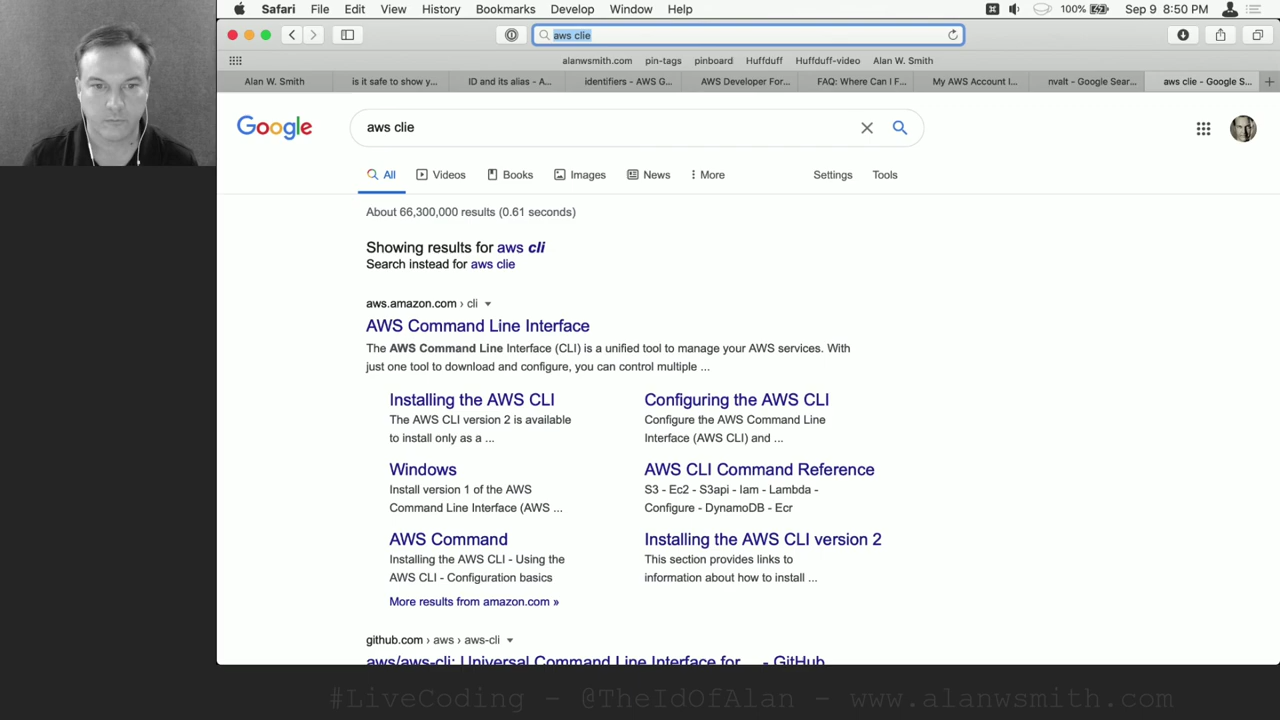 Safari File Edit View History Bookmarks Develop Window Help 100% Sep 9 8:50 PM
aws clie
alanwsmith.com pin-tags pinboard Huffduff Huffduff-video Alan W. Smith
Alan W. Smith is it safe to show y... ID and its alias - A... identifiers - AWS G... AWS Developer For... FAQ: Where Can I F... My AWS Account I... nvalt - Google Sear... aws clie - Google S...
Google aws clie
All Videos Books Images News More Settings Tools
About 66,300,000 results (0.61 seconds)
Showing results for aws cli
Search instead for aws clie
aws.amazon.com › cli
AWS Command Line Interface
The AWS Command Line Interface (CLI) is a unified tool to manage your AWS services. With
just one tool to download and configure, you can control multiple ...
Installing the AWS CLI
The AWS CLI version 2 is available
to install only as a ...
Configuring the AWS CLI
Configure the AWS Command Line
Interface (AWS CLI) and ...
Windows
Install version 1 of the AWS
Command Line Interface (AWS ...
AWS CLI Command Reference
S3 - Ec2 - S3api - Iam - Lambda -
Configure - DynamoDB - Ecr
AWS Command
Installing the AWS CLI - Using the
AWS CLI - Configuration basics
Installing the AWS CLI version 2
This section provides links to
information about how to install ...
More results from amazon.com »
github.com › aws › aws-cli
aws/aws-cli: Universal Command Line Interface for ... - GitHub
#LiveCoding - @TheIdOfAlan - www.alanwsmith.com